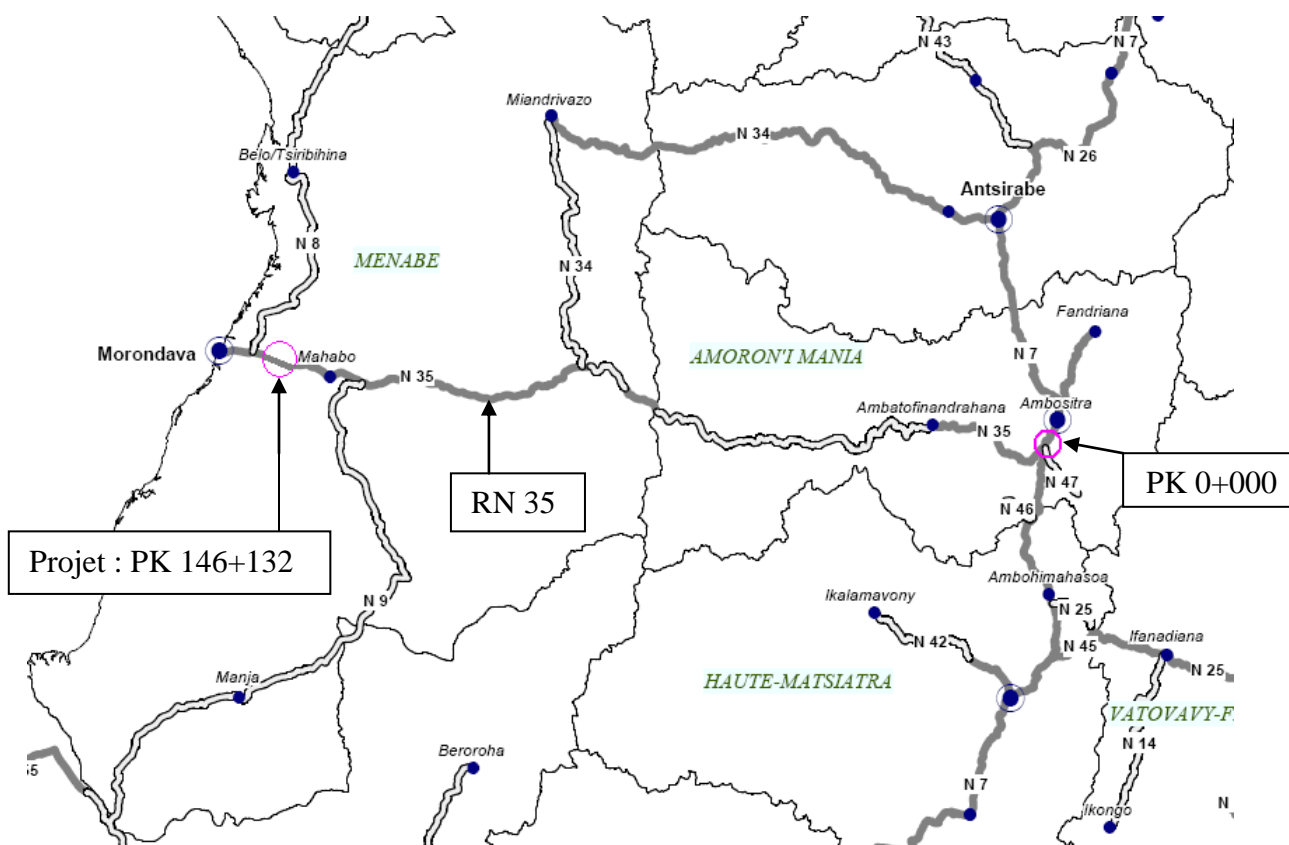 N 43
N 7
Miandrivazo
N 34
Belo/Tsiribihina
N 26
Antsirabe
N 8
MENABE
N 34
Fandriana
Morondava
Mahabo
AMORON'I MANIA
N 7
N 35
Ambatofinandrahana
Ambositra
N 35
RN 35
N 47
PK 0+000
N 46
Projet : PK 146+132
Ambohimahasoa
N 9
Ikalamavony
N 25
N 42
N 45
Ifanadiana
N 25
Manja
HAUTE-MATSIATRA
VATOVAVY-F
Beroroha
N 14
55
N 7
N
Ikongo